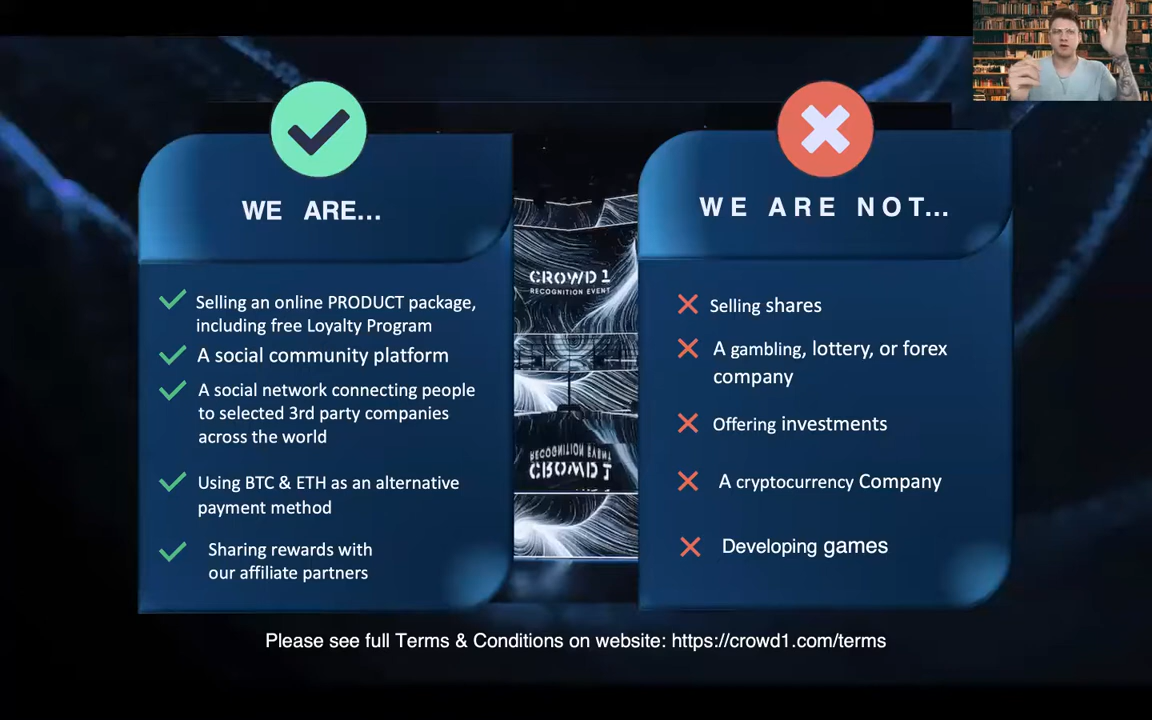 WE ARE...
Selling an online PRODUCT package,
including free Loyalty Program
A social community platform
A social network connecting people
to selected 3rd party companies
across the world
Using BTC & ETH as an alternative
payment method
Sharing rewards with
our affiliate partners
CROWD 1
RECOGNITION EVENT
RECOGNITION EVENT
CROWD 1
WE ARE NOT...
Selling shares
A gambling, lottery, or forex
company
Offering investments
A cryptocurrency Company
Developing games
Please see full Terms & Conditions on website: https://crowd1.com/terms